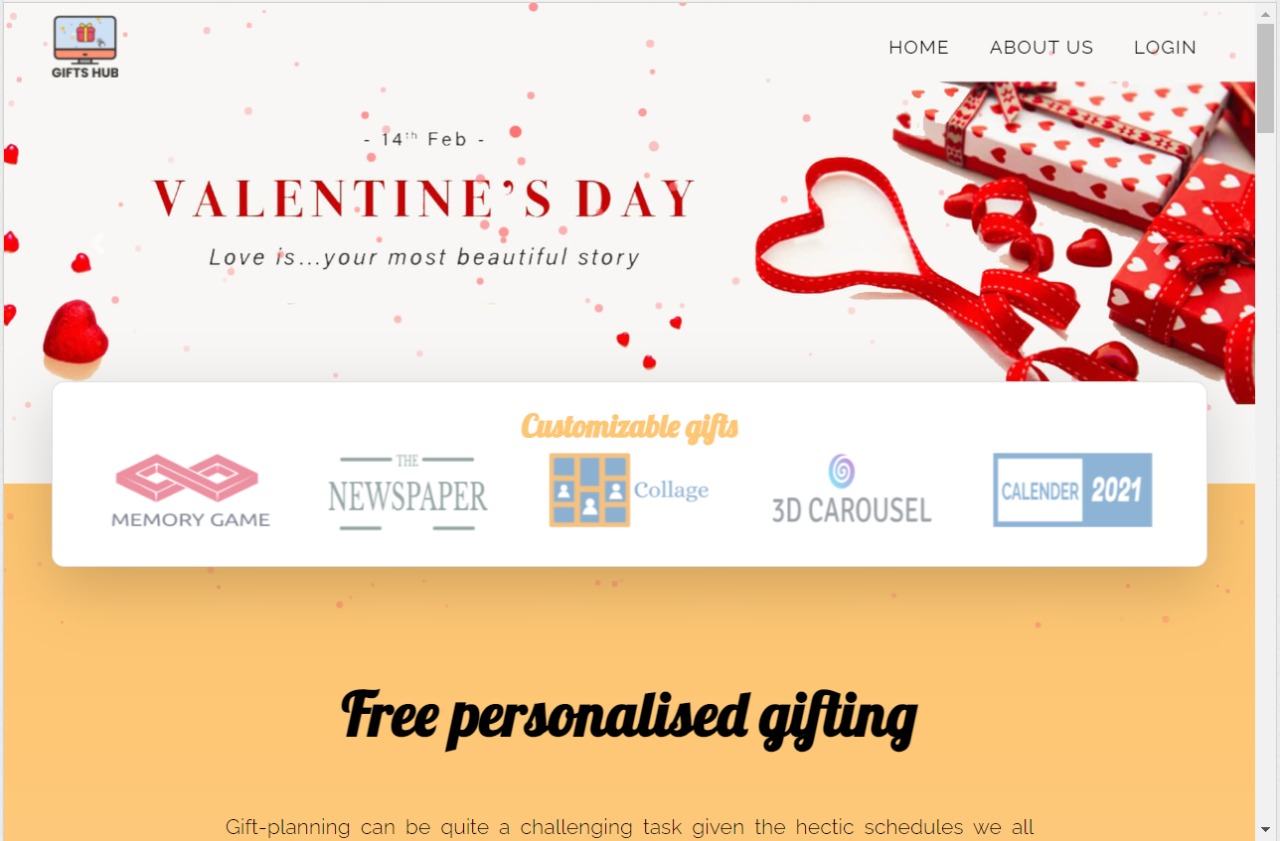 GIFTS HUB
HOME ABOUT US LOGIN
- 14th Feb -
VALENTINE'S DAY
Love is...your most beautiful story
Customizable gifts
MEMORY GAME
THE
NEWSPAPER
Collage
3D CAROUSEL
CALENDER 2021
Free personalised gifting
Gift-planning can be quite a challenging task given the hectic schedules we all